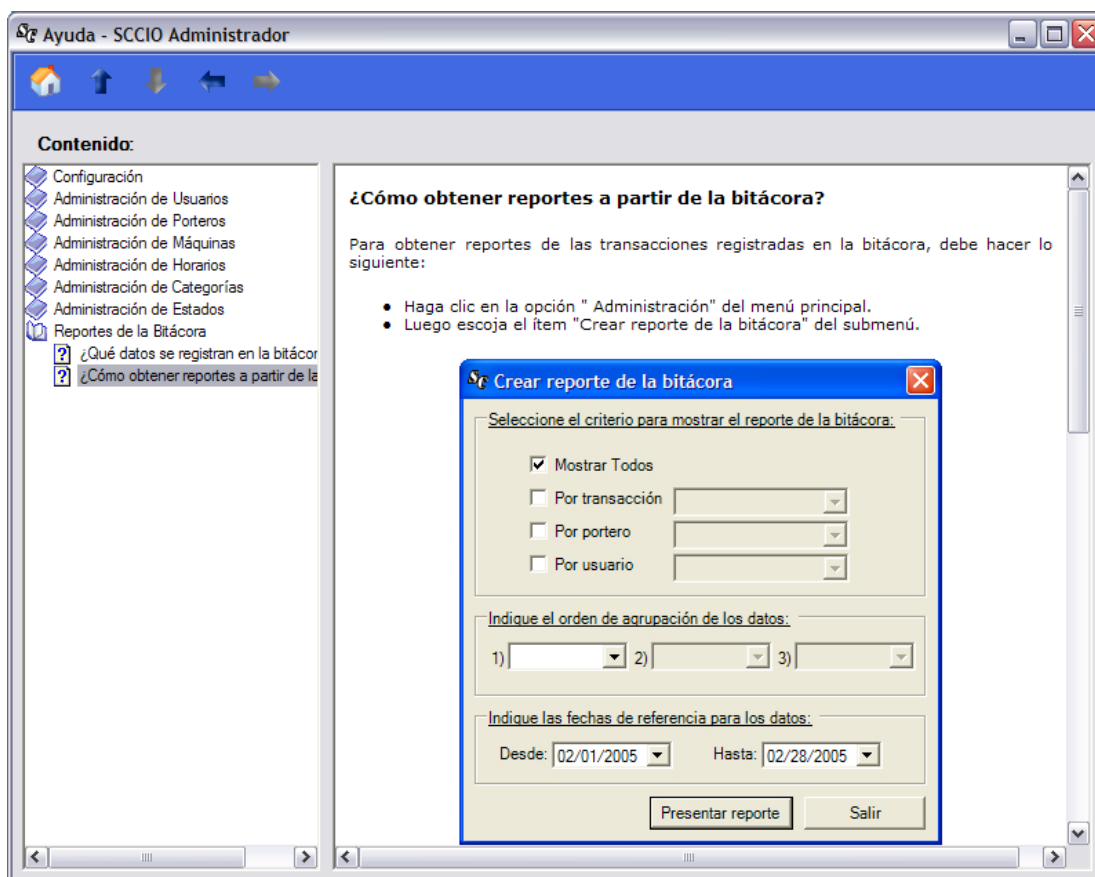 Ayuda - SCCIO Administrador
Contenido:
Configuración
Administración de Usuarios
Administración de Porteros
Administración de Máquinas
Administración de Horarios
Administración de Categorías
Administración de Estados
Reportes de la Bitácora
¿Qué datos se registran en la bitácor
¿Cómo obtener reportes a partir de la
¿Cómo obtener reportes a partir de la bitácora?
Para obtener reportes de las transacciones registradas en la bitácora, debe hacer lo
siguiente:
• Haga clic en la opción " Administración" del menú principal.
• Luego escoja el ítem "Crear reporte de la bitácora" del submenú.
Crear reporte de la bitácora
Seleccione el criterio para mostrar el reporte de la bitácora:
Mostrar Todos
Por transacción
Por portero
Por usuario
Indique el orden de agrupación de los datos:
1) 2) 3)
Indique las fechas de referencia para los datos:
Desde: 02/01/2005 Hasta: 02/28/2005
Presentar reporte Salir